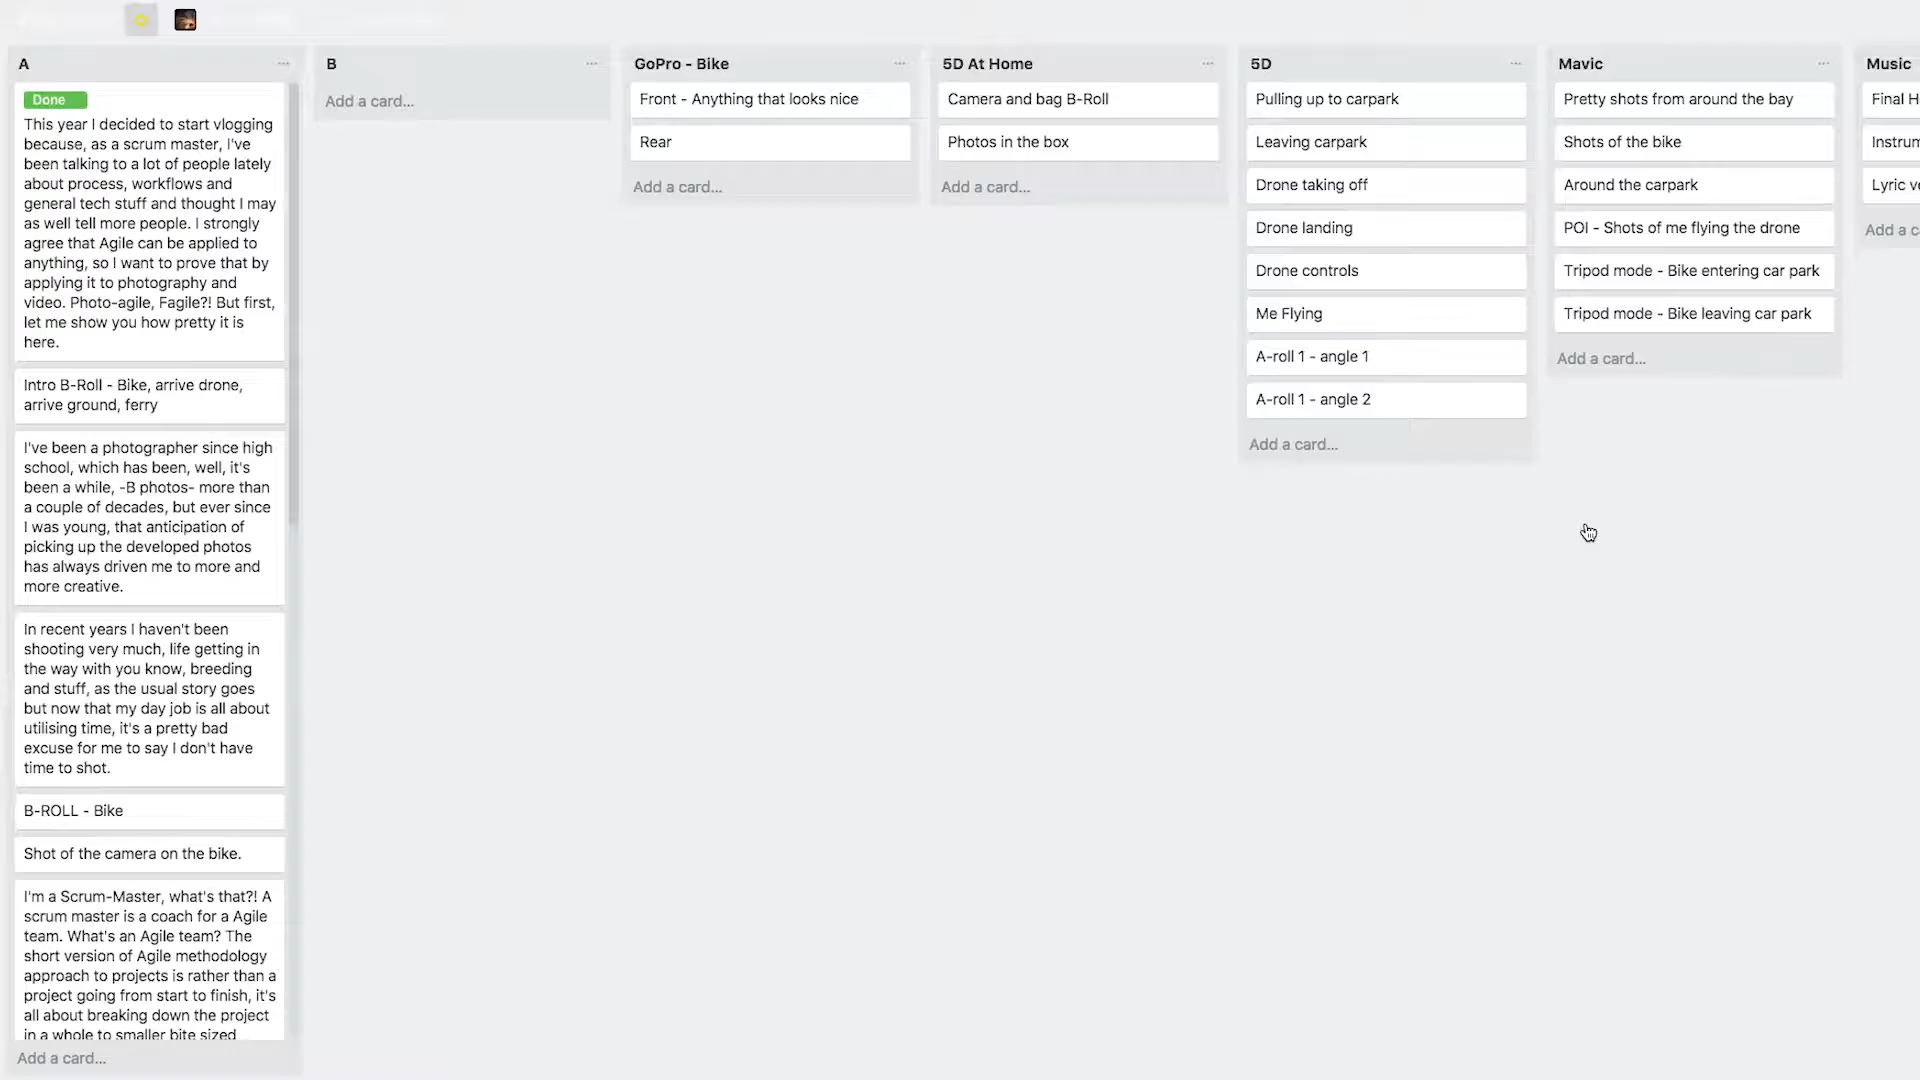 A
Done
This year I decided to start vlogging
because, as a scrum master, I've
been talking to a lot of people lately
about process, workflows and
general tech stuff and thought I may
as well tell more people. I strongly
agree that Agile can be applied to
anything, so I want to prove that by
applying it to photography and
video. Photo-agile, Fagile?! But first,
let me show you how pretty it is
here.
Intro B-Roll - Bike, arrive drone,
arrive ground, ferry
I've been a photographer since high
school, which has been, well, it's
been a while, -B photos- more than
a couple of decades, but ever since
I was young, that anticipation of
picking up the developed photos
has always driven me to more and
more creative.
In recent years I haven't been
shooting very much, life getting in
the way with you know, breeding
and stuff, as the usual story goes
but now that my day job is all about
utilising time, it's a pretty bad
excuse for me to say I don't have
time to shot.
B-ROLL - Bike
Shot of the camera on the bike.
I'm a Scrum-Master, what's that?! A
scrum master is a coach for a Agile
team. What's an Agile team? The
short version of Agile methodology
approach to projects is rather than a
project going from start to finish, it's
all about breaking down the project
in a whole to smaller bite sized
Add a card...
B
Add a card...
GoPro - Bike
Front - Anything that looks nice
Rear
Add a card...
5D At Home
Camera and bag B-Roll
Photos in the box
Add a card...
5D
Pulling up to carpark
Leaving carpark
Drone taking off
Drone landing
Drone controls
Me Flying
A-roll 1 - angle 1
A-roll 1 - angle 2
Add a card...
Mavic
Pretty shots from around the bay
Shots of the bike
Around the carpark
POI - Shots of me flying the drone
Tripod mode - Bike entering car park
Tripod mode - Bike leaving car park
Add a card...
Music
Final H
Instrum
Lyric ve
Add a c